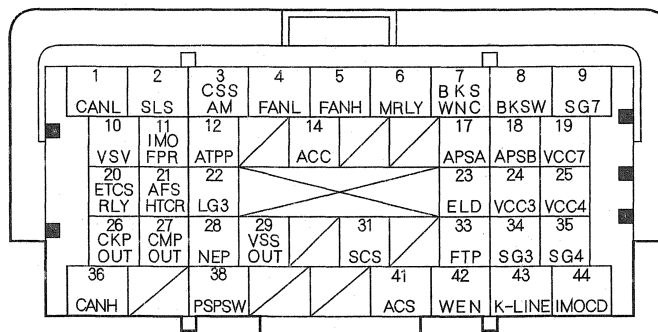 1 2 3 4 5 6 7 8 9
CANL SLS CSS AM FANL FANH MRLY BKS WNC BKSW SG7
10 11 12 14 17 18 19
VSV IMO FPR ATPP ACC APSA APSB VCC7
20 21 22 23 24 25
ETCS RLY AFS HTCR LG3 ELD VCC3 VCC4
26 27 28 29 31 33 34 35
CKP OUT CMP OUT NEP VSS OUT SCS FTP SG3 SG4
36 38 41 42 43 44
CANH PSPSW ACS WEN K-LINE IMOCD